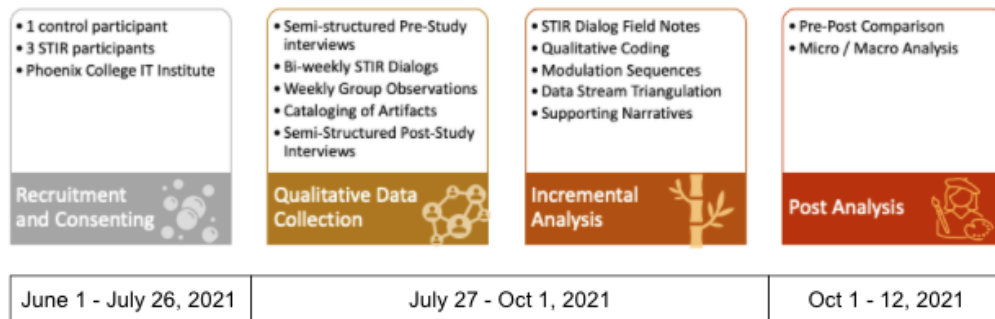 • 1 control participant
• 3 STIR participants
• Phoenix College IT Institute
Recruitment
and Consenting
• Semi-structured Pre-Study
interviews
• Bi-weekly STIR Dialogs
• Weekly Group Observations
• Cataloging of Artifacts
• Semi-Structured Post-Study
Interviews
Qualitative Data
Collection
• STIR Dialog Field Notes
• Qualitative Coding
• Modulation Sequences
• Data Stream Triangulation
• Supporting Narratives
Incremental
Analysis
• Pre-Post Comparison
• Micro / Macro Analysis
Post Analysis
June 1 - July 26, 2021
July 27 - Oct 1, 2021
Oct 1 - 12, 2021